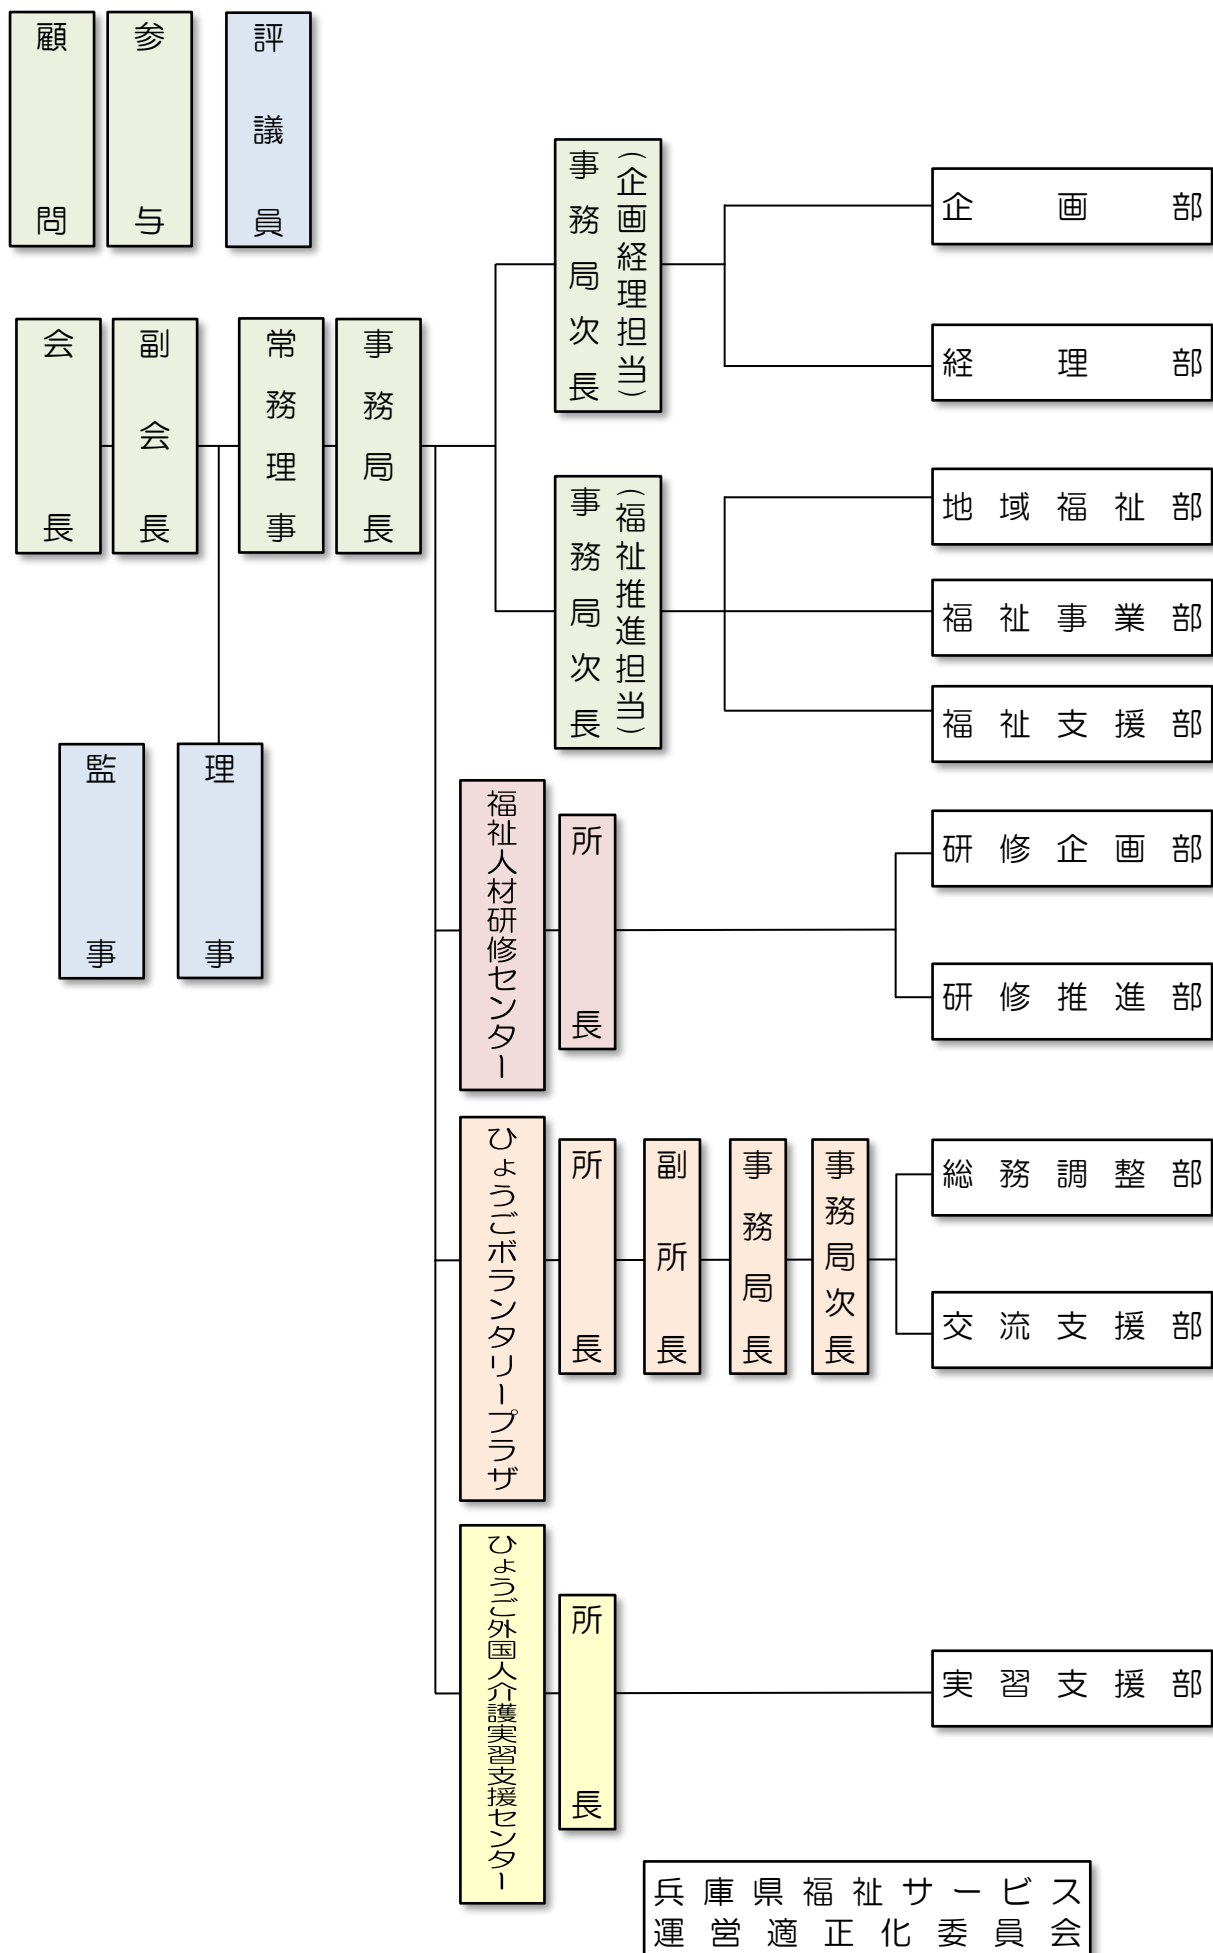 顧問
参与
評議員
会長
副会長
常務理事
事務局長
監事
理事
事務局次長
（企画経理担当）
企画部
経理部
事務局次長
（福祉推進担当）
地域福祉部
福祉事業部
福祉支援部
福祉人材研修センター
所長
研修企画部
研修推進部
ひょうごボランタリープラザ
所長
副所長
事務局長
事務局次長
総務調整部
交流支援部
ひょうご外国人介護実習支援センター
所長
実習支援部
兵庫県福祉サービス
運営適正化委員会